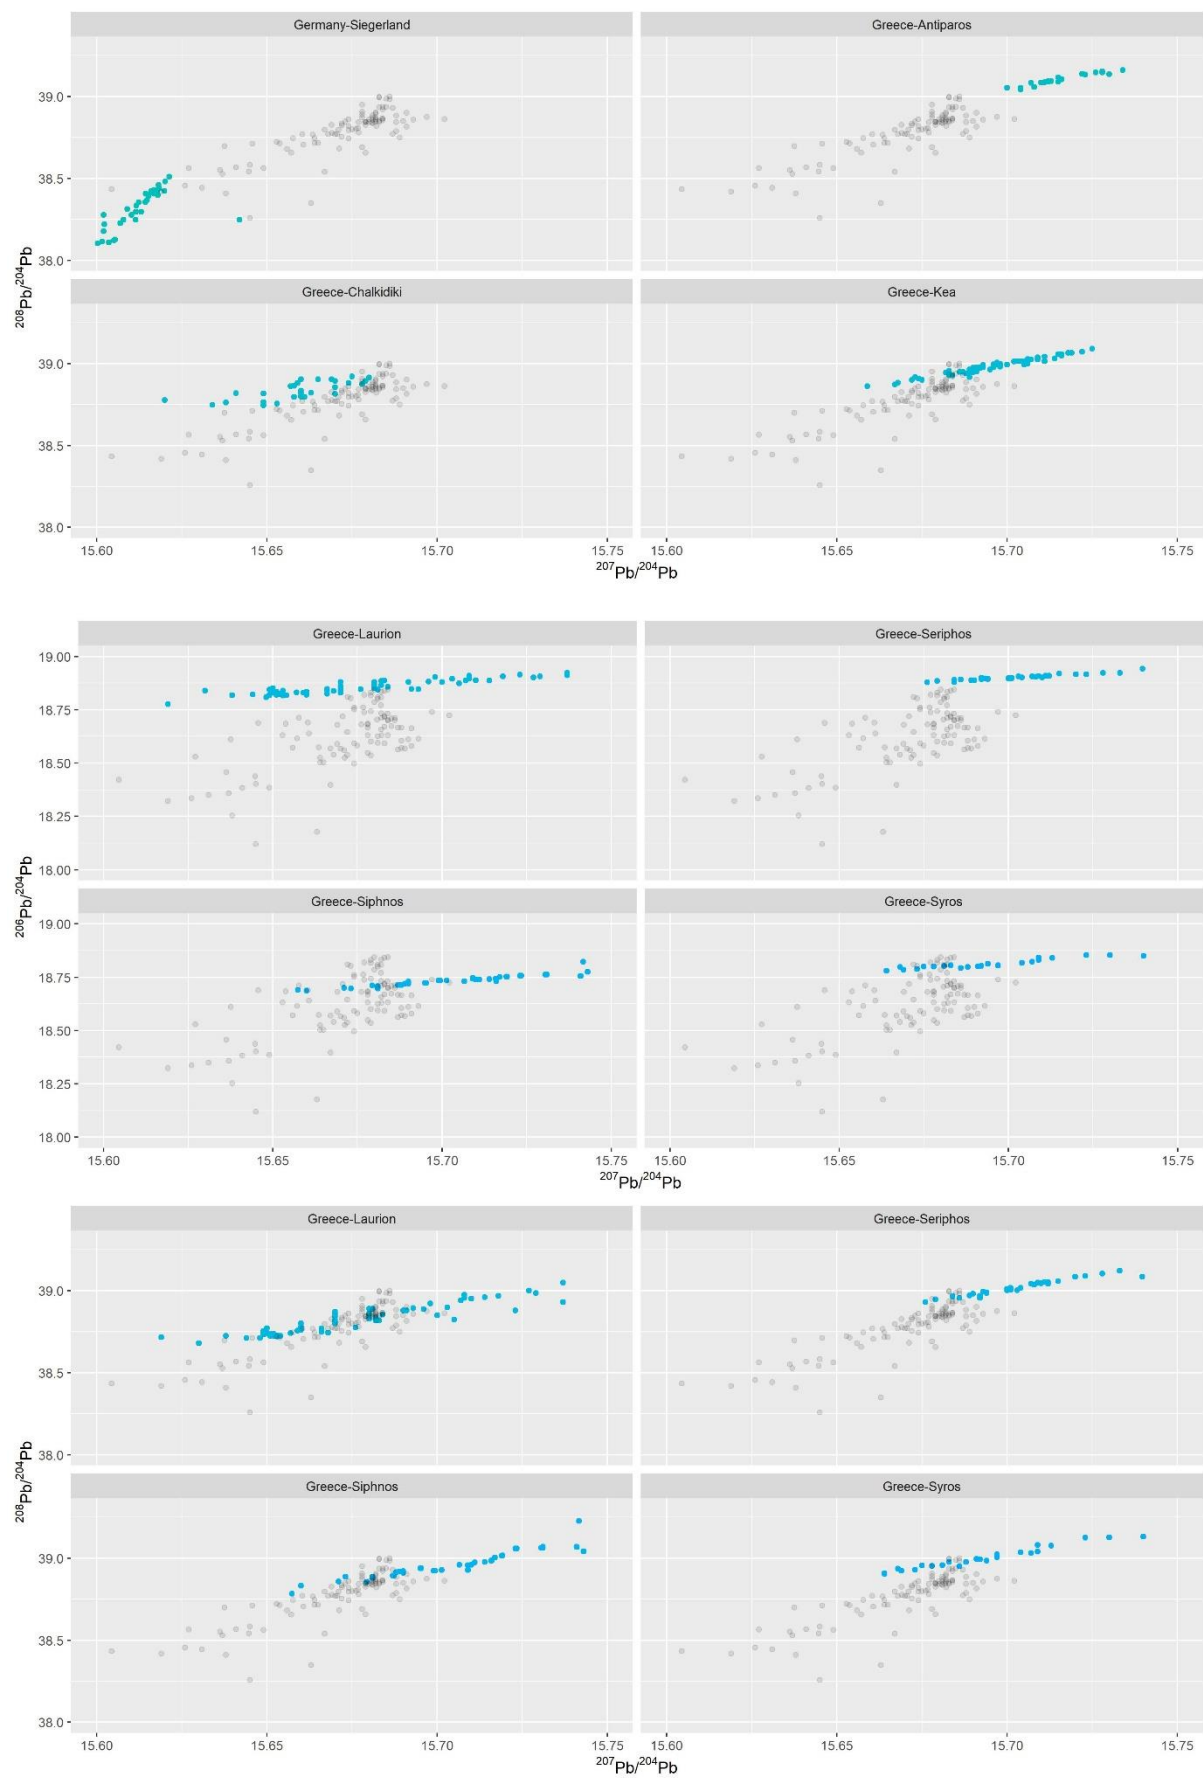 Germany-Siegerland
Greece-Antiparos
39.0
38.5
38.0
Greece-Chalkidiki
Greece-Kea
39.0
38.5
38.0
208Pb/204Pb
15.60
15.65
15.70
15.75
15.60
15.65
15.70
15.75
207Pb/204Pb
Greece-Laurion
Greece-Seriphos
19.00
18.75
18.50
18.25
18.00
Greece-Siphnos
Greece-Syros
19.00
18.75
18.50
18.25
18.00
206Pb/204Pb
15.60
15.65
15.70
15.75
15.60
15.65
15.70
15.75
207Pb/204Pb
Greece-Laurion
Greece-Seriphos
39.0
38.5
38.0
Greece-Siphnos
Greece-Syros
39.0
38.5
38.0
208Pb/204Pb
15.60
15.65
15.70
15.75
15.60
15.65
15.70
15.75
207Pb/204Pb